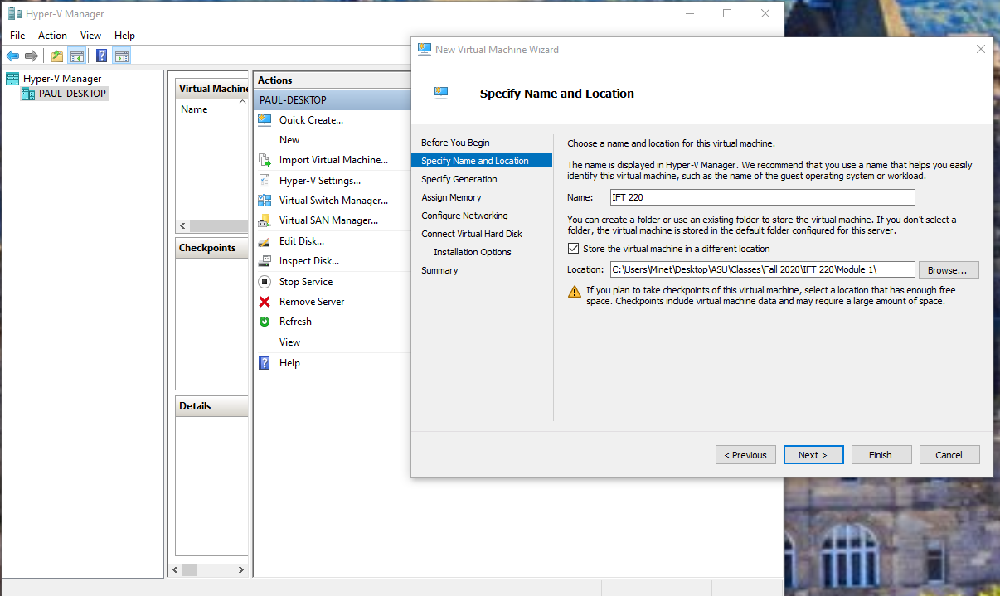 Hyper-V Manager
File Action View Help
Hyper-V Manager
PAUL-DESKTOP
Virtual Machine
Name
Checkpoints
Details
Actions
PAUL-DESKTOP
Quick Create...
New
Import Virtual Machine...
Hyper-V Settings...
Virtual Switch Manager...
Virtual SAN Manager...
Edit Disk...
Inspect Disk...
Stop Service
Remove Server
Refresh
View
Help
New Virtual Machine Wizard
Specify Name and Location
Before You Begin
Specify Name and Location
Specify Generation
Assign Memory
Configure Networking
Connect Virtual Hard Disk
Installation Options
Summary
Choose a name and location for this virtual machine.
The name is displayed in Hyper-V Manager. We recommend that you use a name that helps you easily
identify this virtual machine, such as the name of the guest operating system or workload.
Name: IFT 220
You can create a folder or use an existing folder to store the virtual machine. If you don't select a
folder, the virtual machine is stored in the default folder configured for this server.
Store the virtual machine in a different location
Location: C:\Users\Minet\Desktop\ASU\Classes\Fall 2020\IFT 220\Module 1\ Browse...
If you plan to take checkpoints of this virtual machine, select a location that has enough free
space. Checkpoints include virtual machine data and may require a large amount of space.
< Previous Next > Finish Cancel